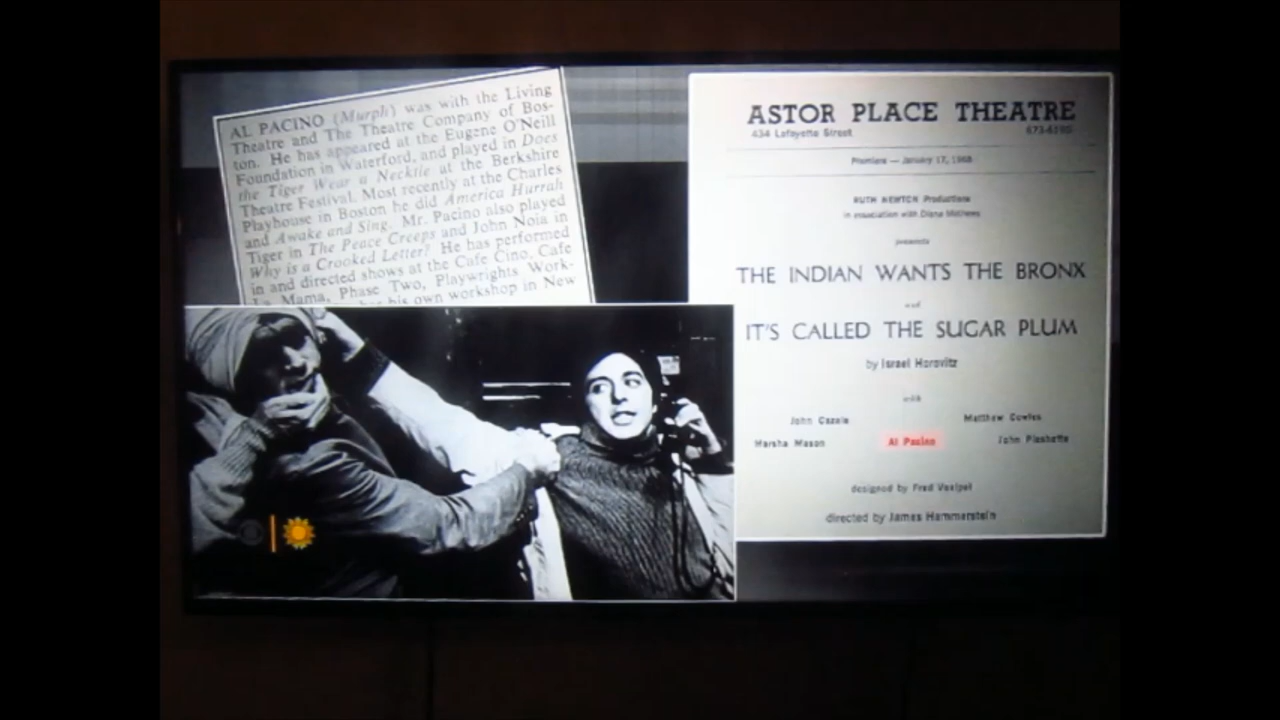 AL PACINO (Murph) was with the Living
Theatre and The Theatre Company of Bos-
ton. He has appeared at the Eugene O'Neill
Foundation in Waterford, and played in Does
the Tiger Wear a Necktie at the Berkshire
Theatre Festival. Most recently at the Charles
Playhouse in Boston he did America Hurrah
and Awake and Sing. Mr. Pacino also played
Tiger in The Peace Creeps and John Noia in
Why is a Crooked Letter? He has performed
in and directed shows at the Cafe Cino, Cafe
La Mama, Phase Two, Playwrights Work-
his own workshop in New
ASTOR PLACE THEATRE
434 Lafayette Street
Premiere — January 17, 1968
RUTH NEWTON Productions
in association with Diana Mathews
presents
THE INDIAN WANTS THE BRONX
and
IT'S CALLED THE SUGAR PLUM
by Israel Horovitz
with
John Cazale Matthew Cowles
Marsha Mason Al Pacino John Pleshette
designed by Fred Voelpel
directed by James Hammerstein